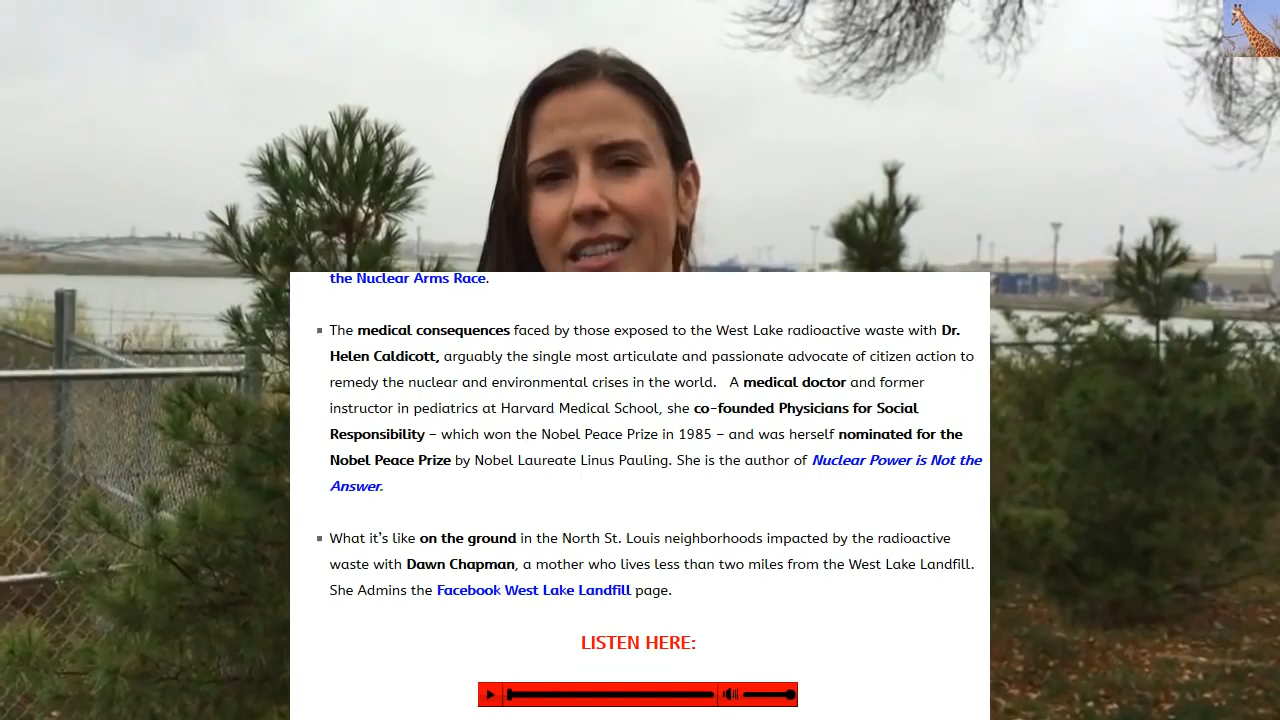 the Nuclear Arms Race.
The medical consequences faced by those exposed to the West Lake radioactive waste with Dr.
Helen Caldicott, arguably the single most articulate and passionate advocate of citizen action to
remedy the nuclear and environmental crises in the world. A medical doctor and former
instructor in pediatrics at Harvard Medical School, she co-founded Physicians for Social
Responsibility – which won the Nobel Peace Prize in 1985 – and was herself nominated for the
Nobel Peace Prize by Nobel Laureate Linus Pauling. She is the author of Nuclear Power is Not the
Answer.
What it's like on the ground in the North St. Louis neighborhoods impacted by the radioactive
waste with Dawn Chapman, a mother who lives less than two miles from the West Lake Landfill.
She Admins the Facebook West Lake Landfill page.
LISTEN HERE: